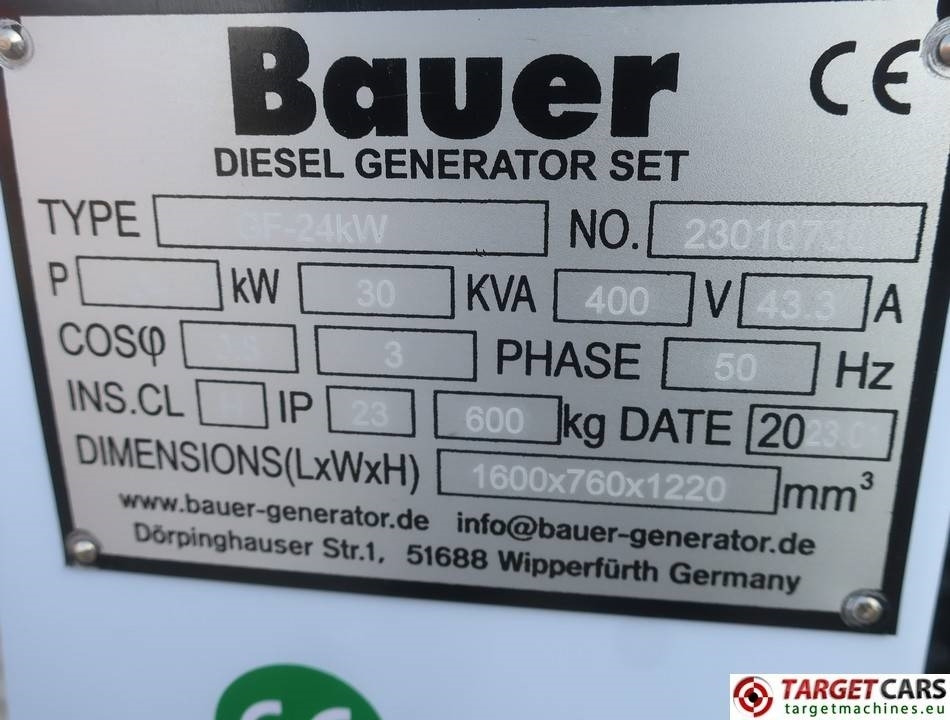 Bauer CE
DIESEL GENERATOR SET
TYPE GF-24kW NO.
P kW 30 KVA 400 V 43.3 A
COSφ 3 PHASE 50 Hz
INS.CL H IP 23 600 kg DATE 20
DIMENSIONS(LxWxH) 1600x760x1220 mm³
www.bauer-generator.de info@bauer-generator.de
Dörpinghauser Str.1, 51688 Wipperfürth Germany
TARGETCARS
targetmachines.eu